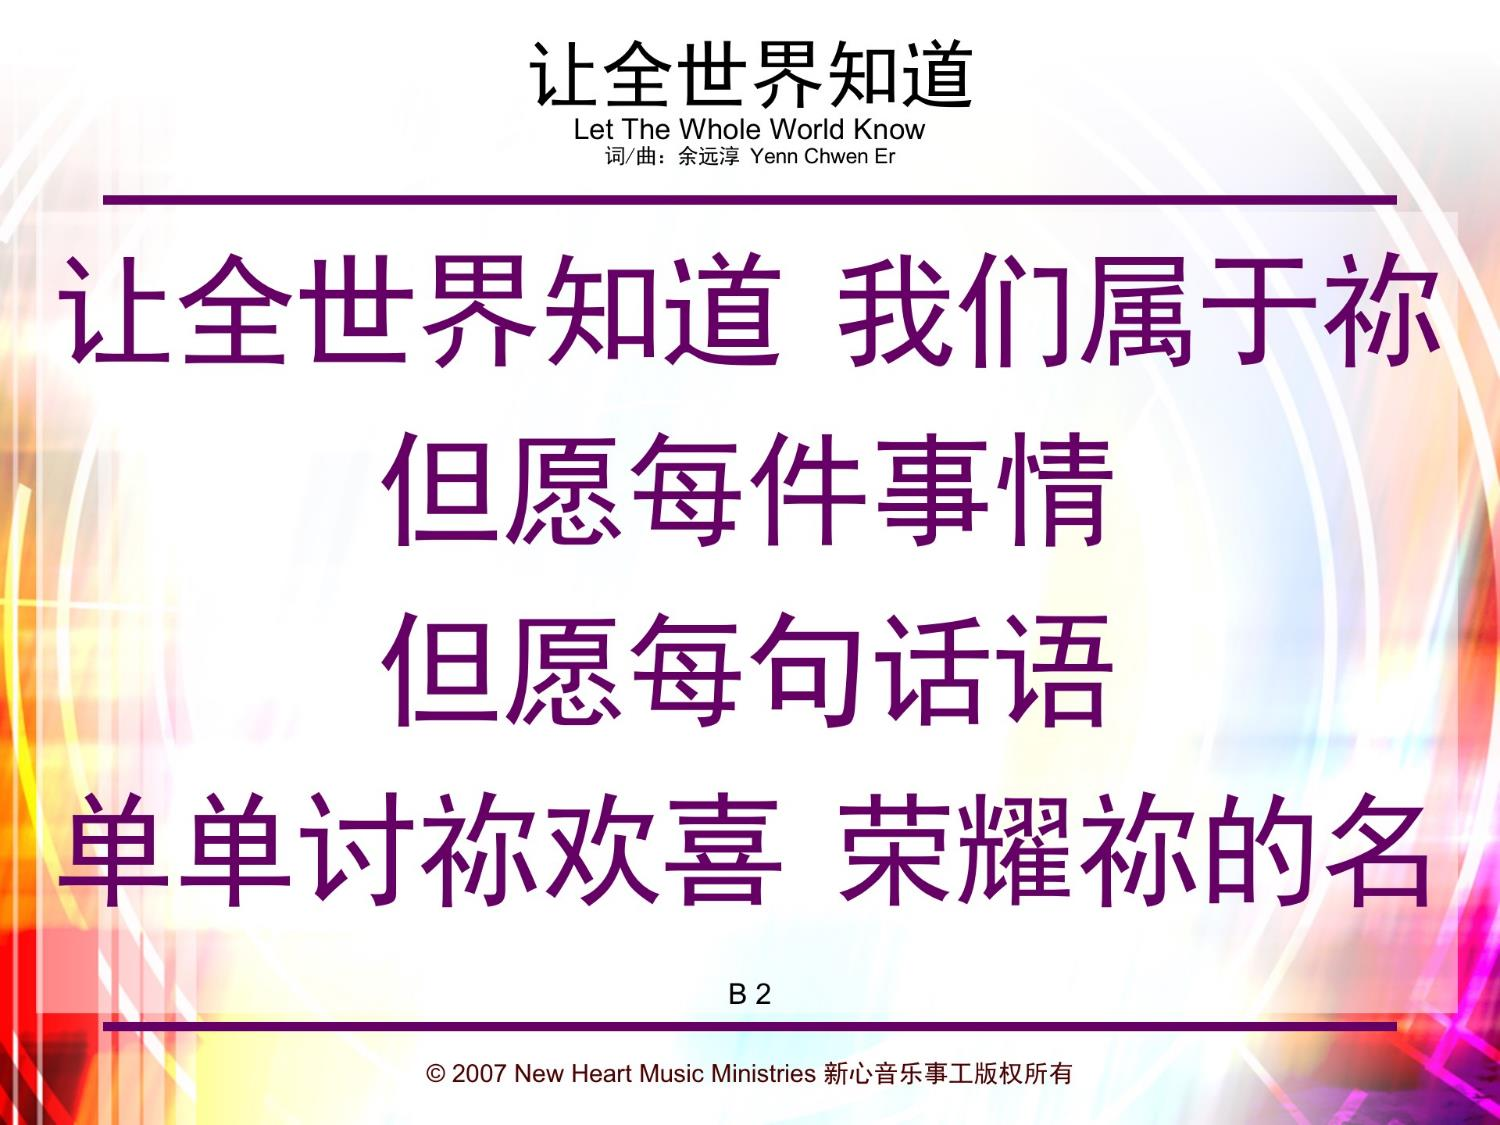 让全世界知道
Let The Whole World Know
词/曲：余远淳 Yenn Chwen Er
让全世界知道 我们属于祢
但愿每件事情
但愿每句话语
单单讨祢欢喜 荣耀祢的名
B 2
© 2007 New Heart Music Ministries 新心音乐事工版权所有